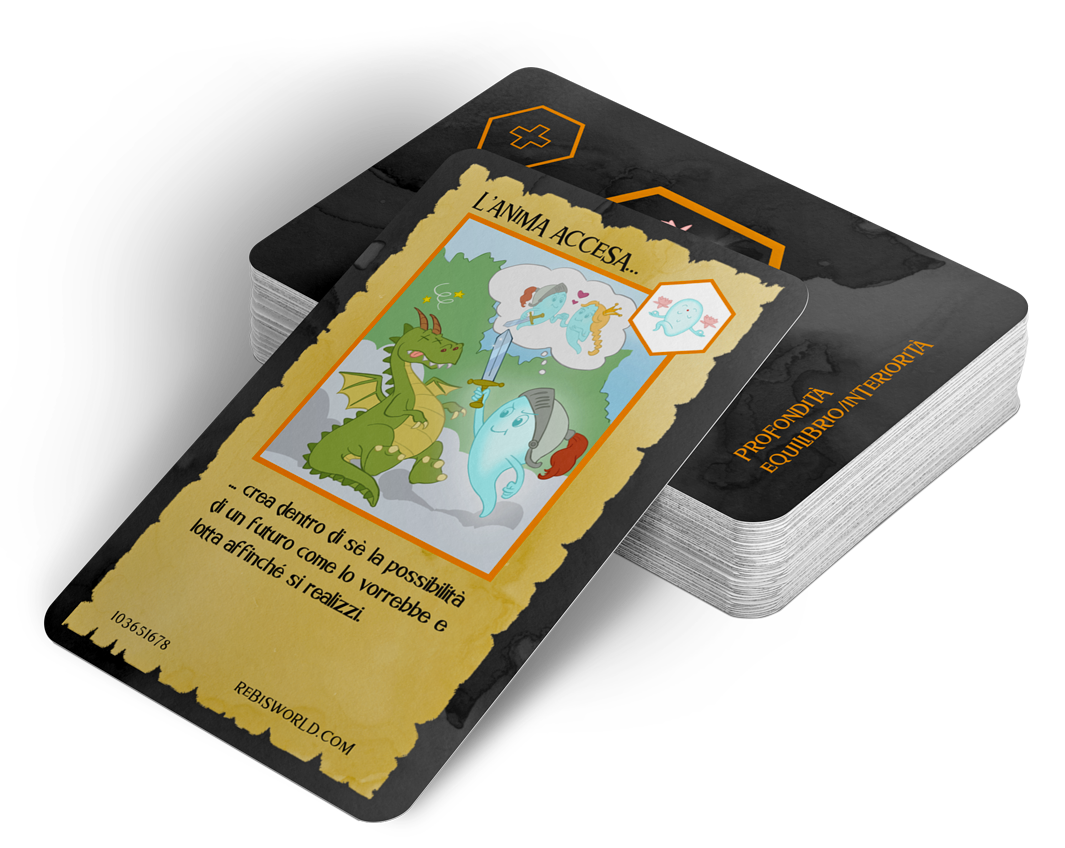 L'ANIMA ACCESA...
... crea dentro di sè la possibilità
di un futuro come lo vorrebbe e
lotta affinché si realizzi.
103651678
REBISWORLD.COM
PROFONDITÀ
EQUILIBRIO/INTERIORITÀ